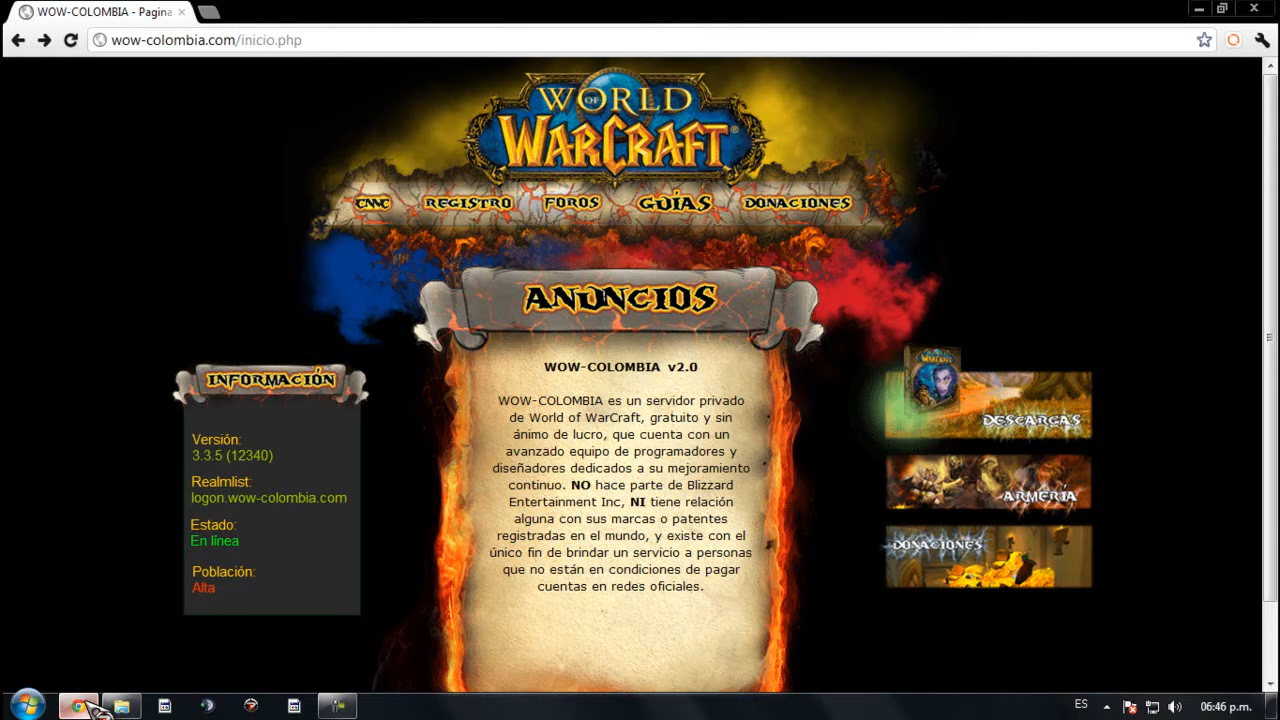 WOW-COLOMBIA - Pagina
wow-colombia.com/inicio.php
WORLD
OF
WARCRAFT
CNNC
REGISTRO
FOROS
GUÍAS
DONACIONES
ANUNCIOS
WOW-COLOMBIA v2.0
WOW-COLOMBIA es un servidor privado
de World of WarCraft, gratuito y sin
ánimo de lucro, que cuenta con un
avanzado equipo de programadores y
diseñadores dedicados a su mejoramiento
continuo. NO hace parte de Blizzard
Entertainment Inc, NI tiene relación
alguna con sus marcas o patentes
registradas en el mundo, y existe con el
único fin de brindar un servicio a personas
que no están en condiciones de pagar
cuentas en redes oficiales.
INFORMACIÓN
Versión:
3.3.5 (12340)
Realmlist:
logon.wow-colombia.com
Estado:
En línea
Población:
Alta
WARCRAFT
DESCARGAS
ARMERÍA
DONACIONES
ES
06:46 p.m.